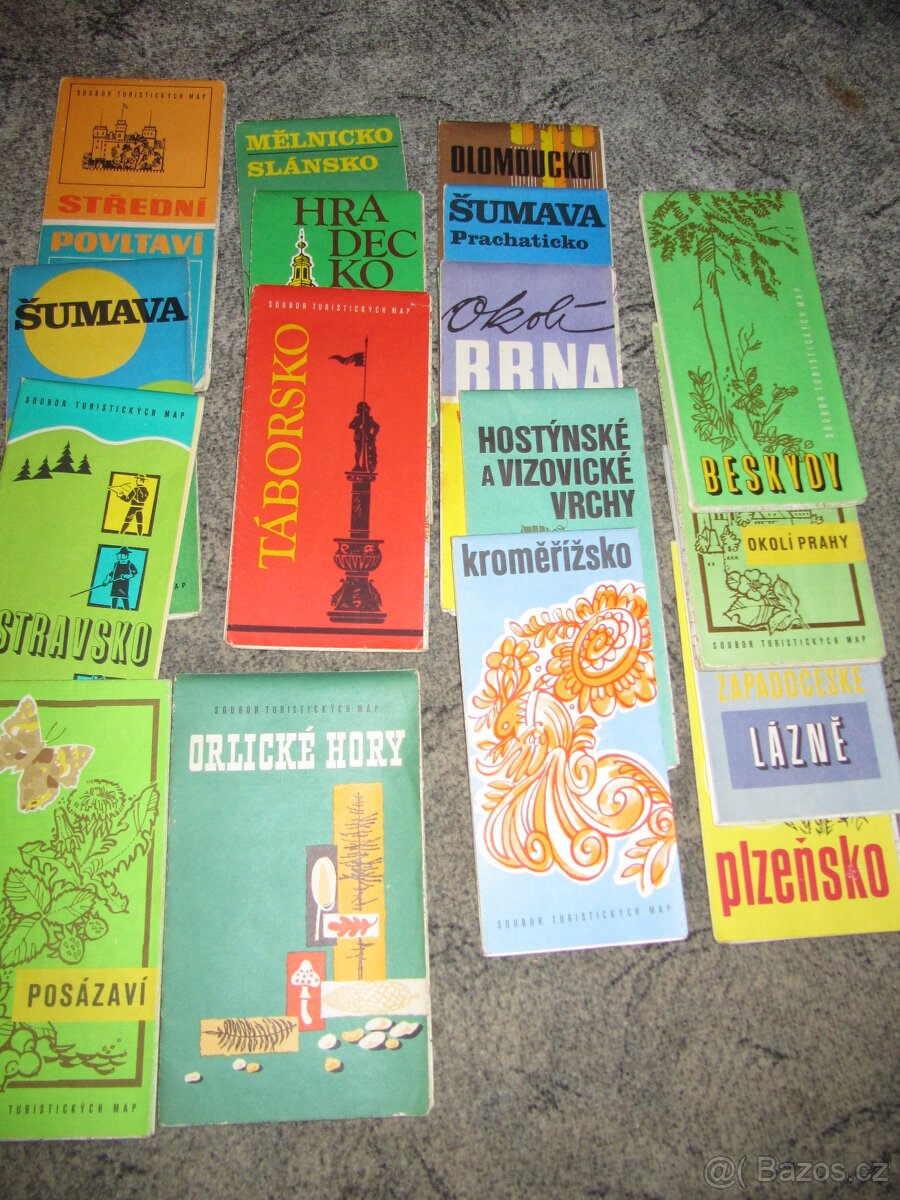 SOUBOR TURISTICKÝCH MAP
STŘEDNÍ
POVLTAVÍ
ŠUMAVA
SOUBOR TURISTICKÝCH MAP
STRAVSKO
POSÁZAVÍ
TURISTICKÝCH MAP
SOUBOR TURISTICKÝCH MAP
ORLICKÉ HORY
MĚLNICKO
SLÁNSKO
HRA
DEC
KO
SOUBOR TURISTICKÝCH MAP
TÁBORSKO
OLOMOUCKO
ŠUMAVA
Prachaticko
Okolí
BRNA
HOSTÝNSKÉ
A VIZOVICKÉ
VRCHY
kroměřížsko
SOUBOR TURISTICKÝCH MAP
SOUBOR TURISTICKÝCH MAP
BESKYDY
OKOLÍ PRAHY
SOUBOR TURISTICKÝCH MAP
ZÁPADOČESKÉ
LÁZNĚ
plzeňsko
@( Bazos.cz